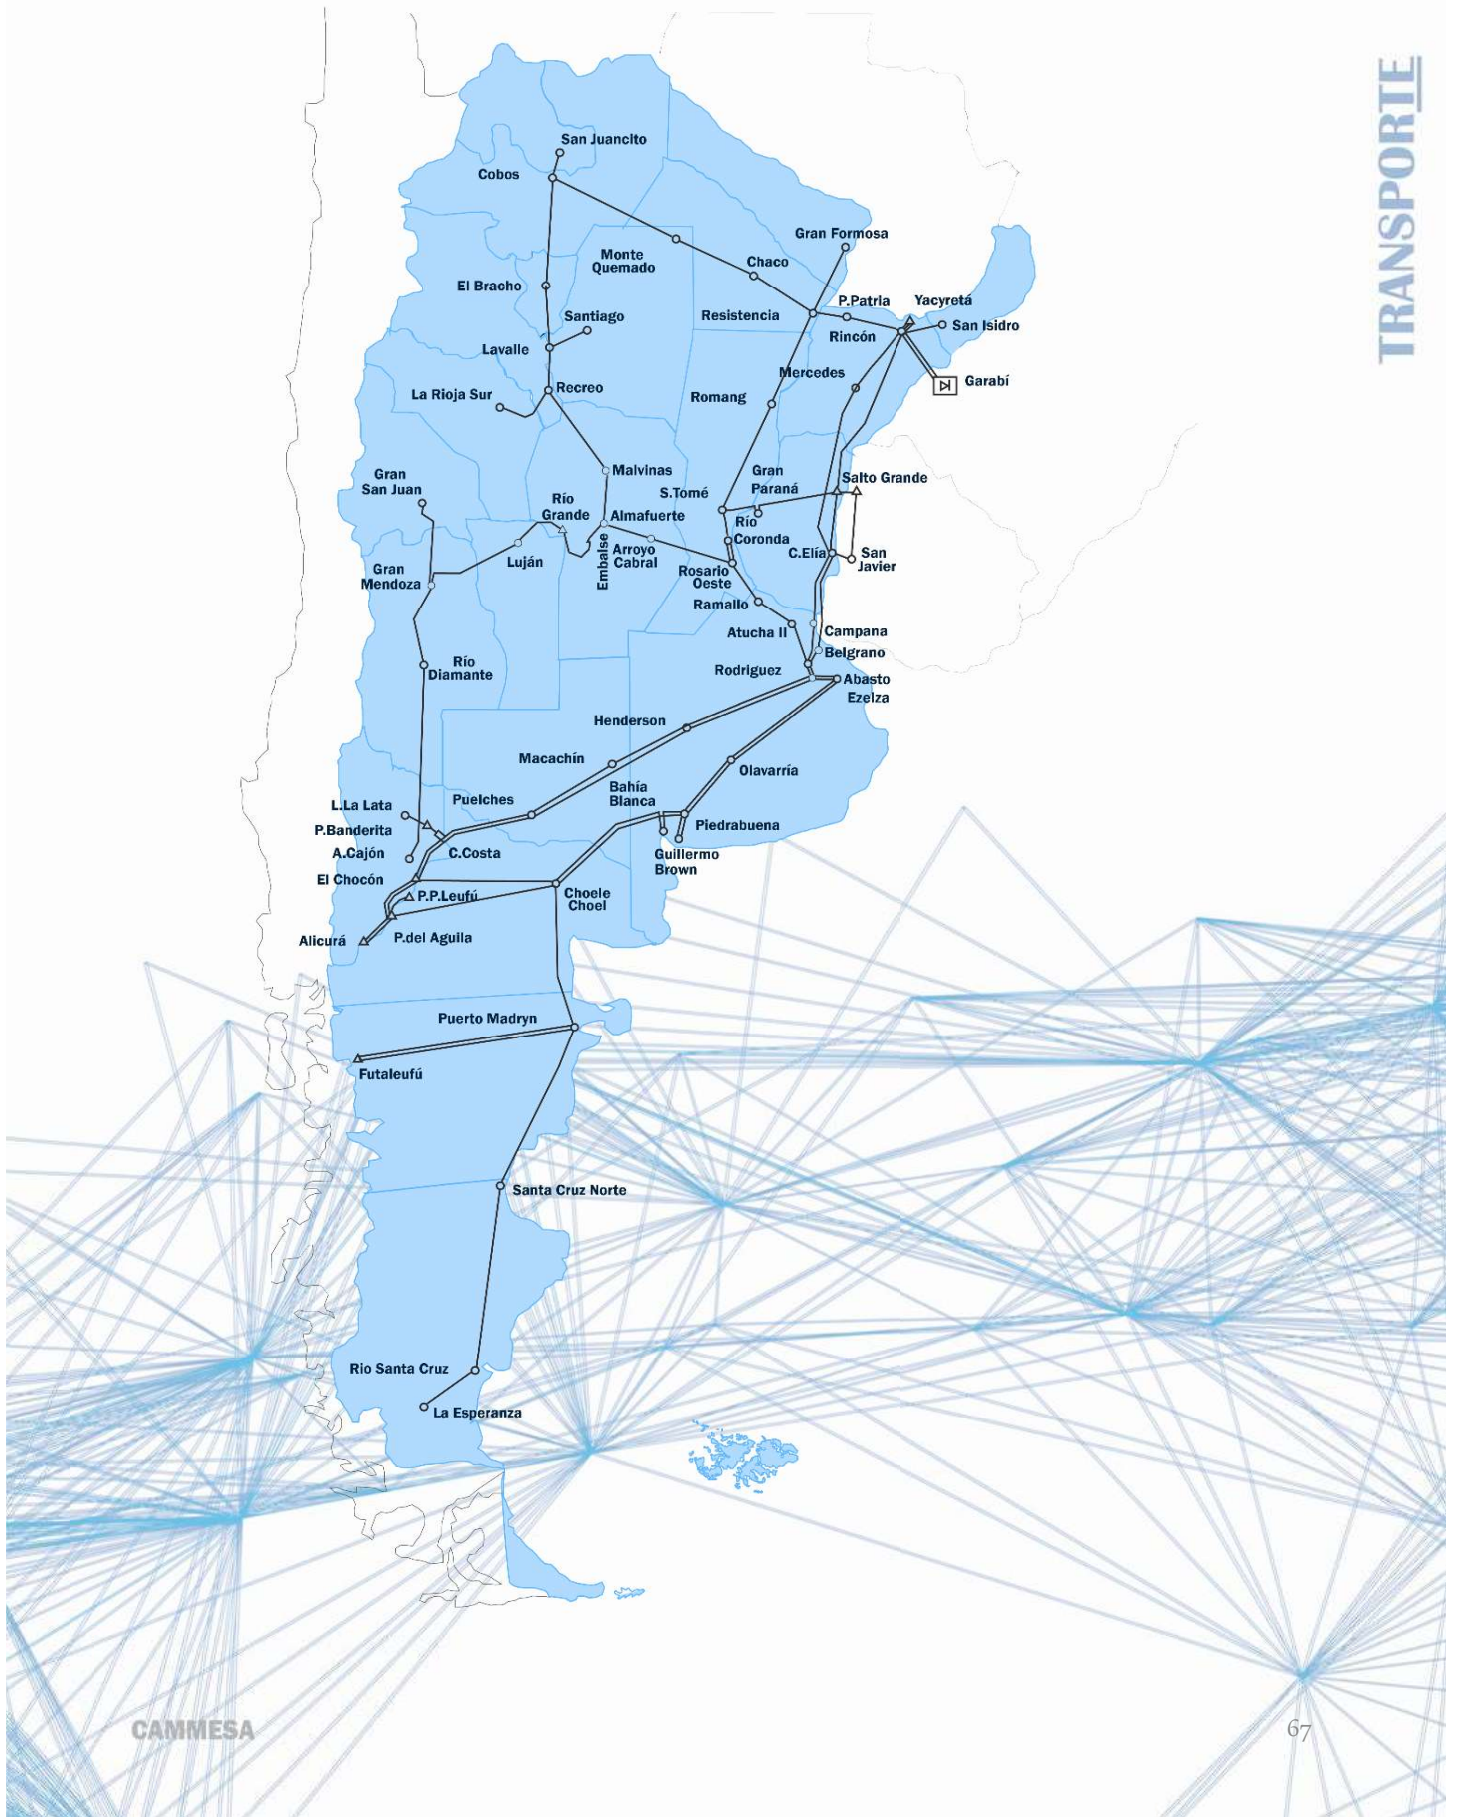 TRANSPORTE
San Juancito
Cobos
Gran Formosa
Monte
Quemado
Chaco
El Bracho
P.Patria
Yacyretá
Santiago
Resistencia
San Isidro
Rincón
Lavalle
Mercedes
Garabí
Recreo
La Rioja Sur
Romang
Gran
San Juan
Malvinas
Gran
Paraná
Salto Grande
S.Tomé
Río
Grande
Almafuerte
Río
Coronda
Embalse
Arroyo
Cabral
C.Elía
San
Javier
Luján
Gran
Mendoza
Rosario
Oeste
Ramallo
Atucha II
Campana
Belgrano
Río
Diamante
Rodriguez
Abasto
Ezeiza
Henderson
Macachín
Olavarría
Bahía
Blanca
Puelches
L.La Lata
P.Banderita
Piedrabuena
A.Cajón
C.Costa
Guillermo
Brown
El Chocón
P.P.Leufú
Choele
Choel
Alicurá
P.del Aguila
Puerto Madryn
Futaleufú
Santa Cruz Norte
Rio Santa Cruz
La Esperanza
CAMMESA
67